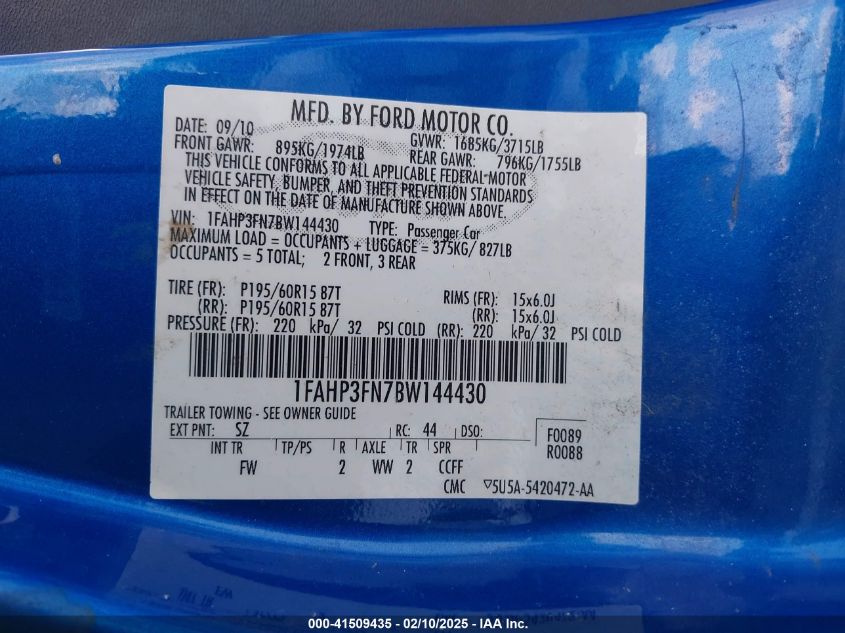 MFD. BY FORD MOTOR CO.
DATE: 09/10 GVWR: 1685KG/3715LB
FRONT GAWR: 895KG/1974LB REAR GAWR: 796KG/1755LB
THIS VEHICLE CONFORMS TO ALL APPLICABLE FEDERAL-MOTOR
VEHICLE SAFETY, BUMPER, AND THEFT PREVENTION STANDARDS
IN EFFECT ON THE DATE OF MANUFACTURE SHOWN ABOVE.
VIN: 1FAHP3FN7BW144430 TYPE: Passenger Car
MAXIMUM LOAD = OCCUPANTS + LUGGAGE = 375KG/ 827LB
OCCUPANTS = 5 TOTAL; 2 FRONT, 3 REAR
TIRE (FR): P195/60R15 87T RIMS (FR): 15x6.0J
(RR): P195/60R15 87T (RR): 15x6.0J
PRESSURE (FR): 220 kPa/ 32 PSI COLD (RR): 220 kPa/ 32 PSI COLD
1FAHP3FN7BW144430
TRAILER TOWING - SEE OWNER GUIDE
EXT PNT: SZ RC: 44 DSO: F0089
R0088
INT TR TP/PS R AXLE TR SPR
FW 2 WW 2 CCFF
CMC ▽5U5A-5420472-AA
000-41509435 - 02/10/2025 - IAA Inc.